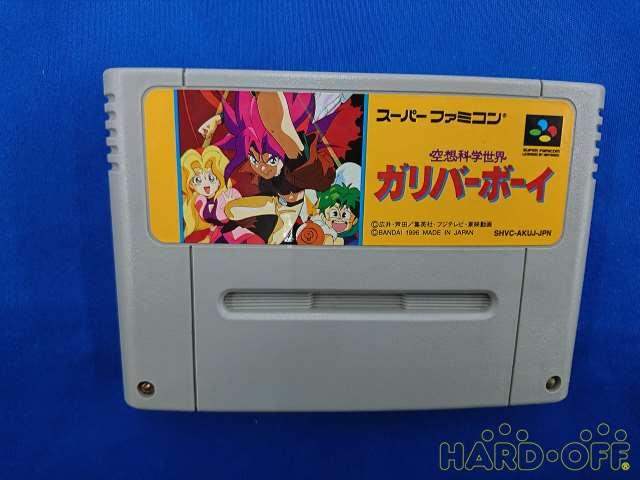 スーパーファミコン®
SUPER FAMICOM
空想科学世界
ガリバーボーイ
©広井・芦田/集英社・フジテレビ・東映動画
©BANDAI 1996 MADE IN JAPAN
SHVC-AKUJ-JPN
HARD・OFF®